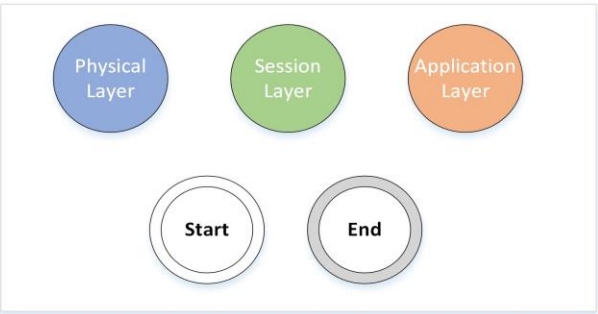 Physical
Layer
Session
Layer
Application
Layer
Start
End